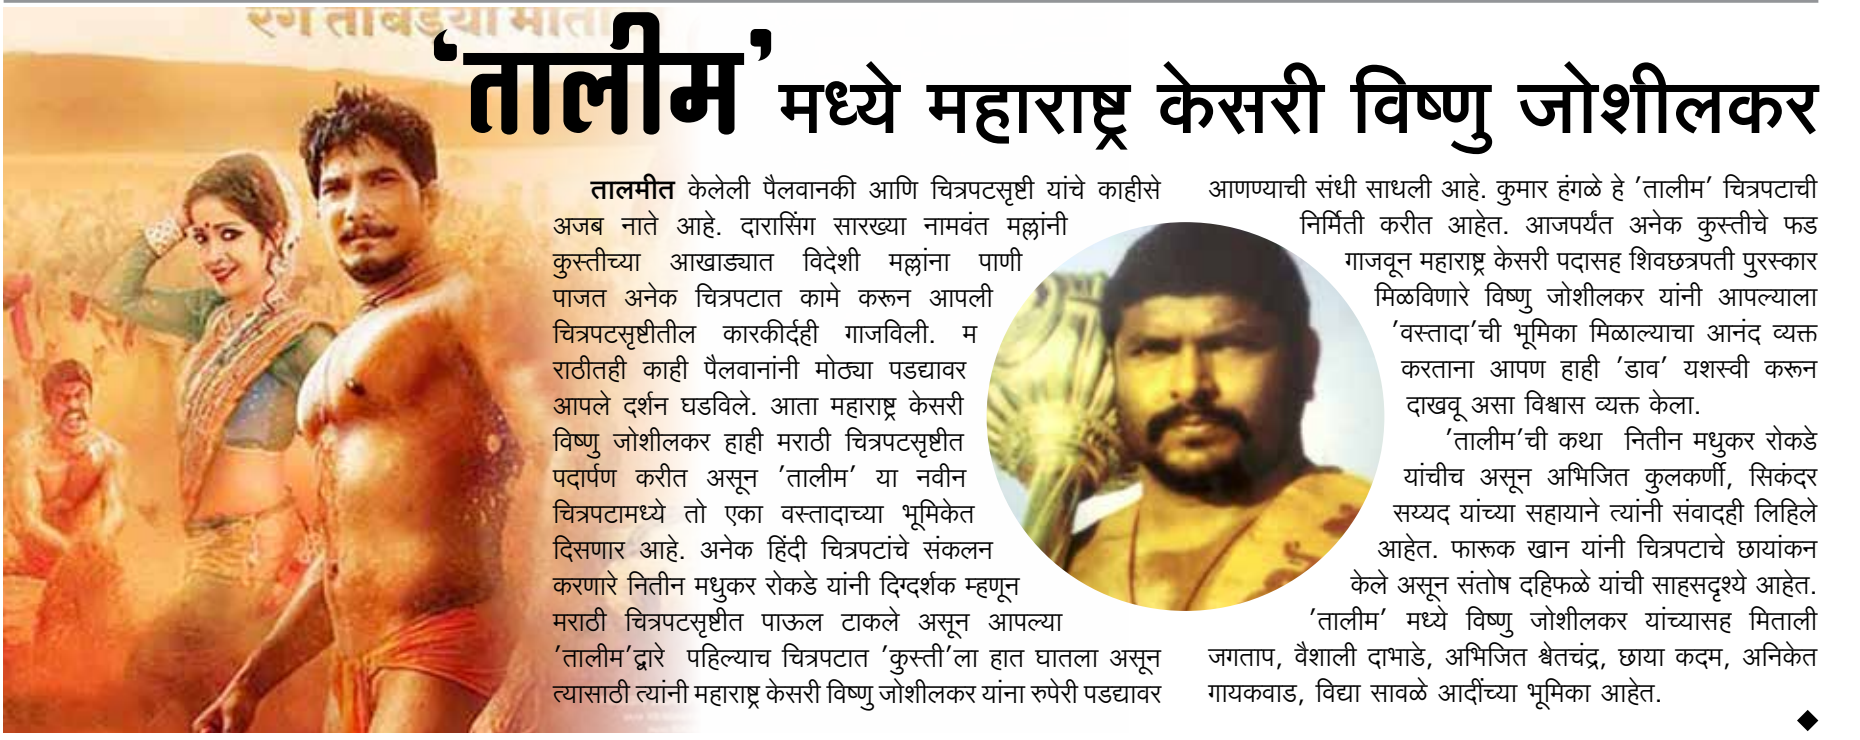 रंग तांबड्या माती
‘तालीम’ मध्ये महाराष्ट्र केसरी विष्णु जोशीलकर
तालमीत केलेली पैलवानकी आणि चित्रपटसृष्टी यांचे काहीसे
अजब नाते आहे. दारासिंग सारख्या नामवंत मल्लांनी
कुस्तीच्या आखाड्यात विदेशी मल्लांना पाणी
पाजत अनेक चित्रपटात कामे करून आपली
चित्रपटसृष्टीतील कारकीर्दही गाजविली. म
राठीतही काही पैलवानांनी मोठ्या पडद्यावर
आपले दर्शन घडविले. आता महाराष्ट्र केसरी
विष्णु जोशीलकर हाही मराठी चित्रपटसृष्टीत
पदार्पण करीत असून ’तालीम’ या नवीन
चित्रपटामध्ये तो एका वस्तादाच्या भूमिकेत
दिसणार आहे. अनेक हिंदी चित्रपटांचे संकलन
करणारे नितीन मधुकर रोकडे यांनी दिग्दर्शक म्हणून
मराठी चित्रपटसृष्टीत पाऊल टाकले असून आपल्या
’तालीम’द्वारे पहिल्याच चित्रपटात ’कुस्ती’ला हात घातला असून
त्यासाठी त्यांनी महाराष्ट्र केसरी विष्णु जोशीलकर यांना रुपेरी पडद्यावर
आणण्याची संधी साधली आहे. कुमार हंगळे हे ’तालीम’ चित्रपटाची
निर्मिती करीत आहेत. आजपर्यंत अनेक कुस्तीचे फड
गाजवून महाराष्ट्र केसरी पदासह शिवछत्रपती पुरस्कार
मिळविणारे विष्णु जोशीलकर यांनी आपल्याला
’वस्तादा’ची भूमिका मिळाल्याचा आनंद व्यक्त
करताना आपण हाही ’डाव’ यशस्वी करून
दाखवू असा विश्वास व्यक्त केला.
’तालीम’ची कथा नितीन मधुकर रोकडे
यांचीच असून अभिजित कुलकर्णी, सिकंदर
सय्यद यांच्या सहायाने त्यांनी संवादही लिहिले
आहेत. फारूक खान यांनी चित्रपटाचे छायांकन
केले असून संतोष दहिफळे यांची साहसदृश्ये आहेत.
’तालीम’ मध्ये विष्णु जोशीलकर यांच्यासह मिताली
जगताप, वैशाली दाभाडे, अभिजित श्वेतचंद्र, छाया कदम, अनिकेत
गायकवाड, विद्या सावळे आदींच्या भूमिका आहेत.